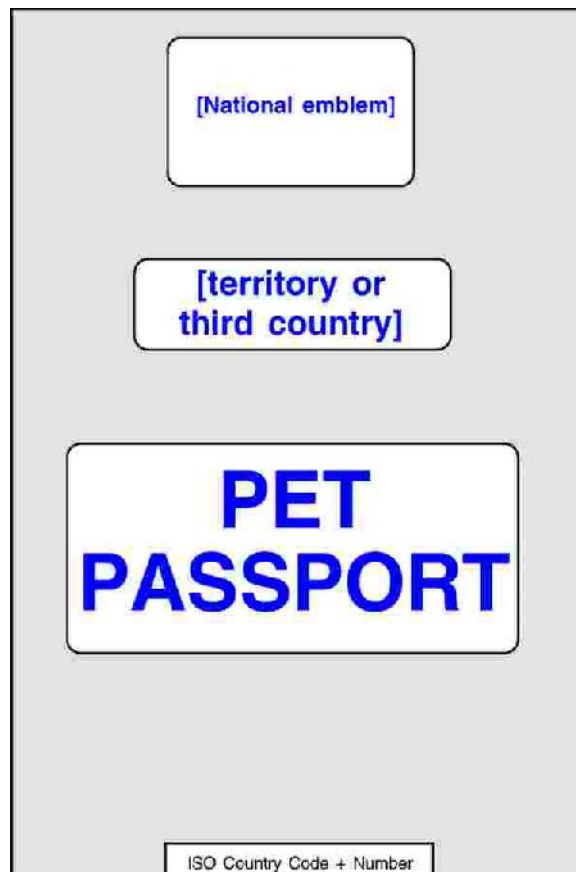 [National emblem]
[territory or
third country]
PET
PASSPORT
ISO Country Code + Number